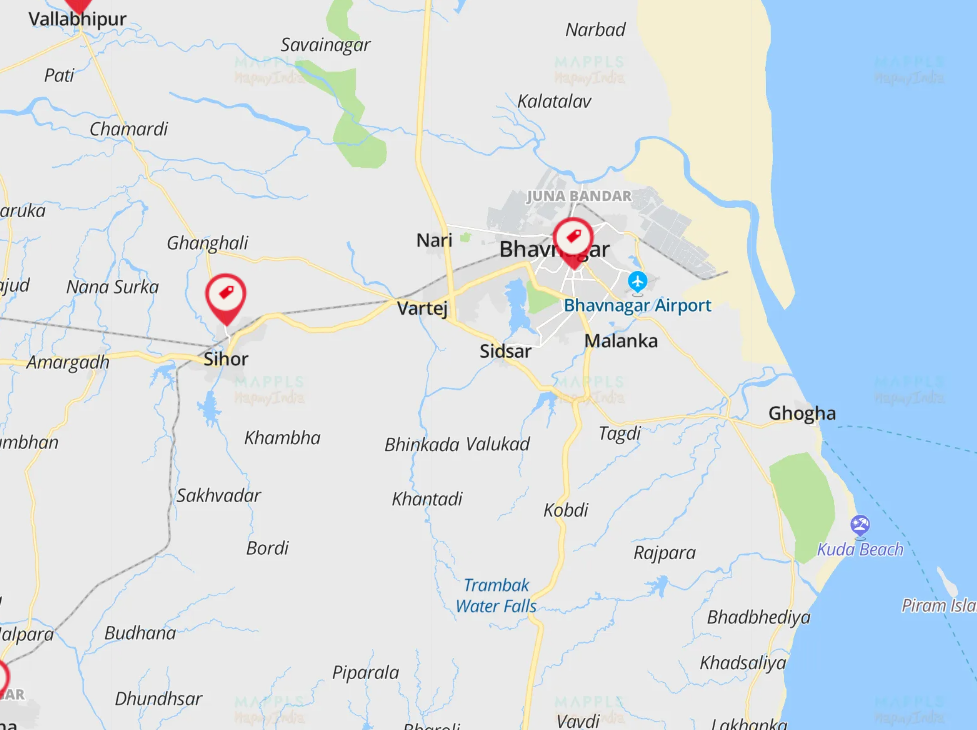 Vallabhipur
Narbad
Savainagar
MAPPLS
MapmyIndia
MAPPLS
MapmyIndia
MAPPLS
MapmyIndia
Pati
Kalatalav
Chamardi
JUNA BANDAR
aruka
Nari
Ghanghali
Bhavnagar
ajud
Nana Surka
Bhavnagar Airport
Vartej
Malanka
Sidsar
Sihor
Amargadh
MAPPLS
MapmyIndia
MAPPLS
MapmyIndia
MAPPLS
MapmyIndia
Ghogha
Tagdi
Khambha
Bhinkada
Valukad
umbhan
Sakhvadar
Khantadi
Kobdi
Kuda Beach
Bordi
Rajpara
Trambak
Water Falls
Piram Isla
Bhadbhediya
alpara
Budhana
Khadsaliya
Piparala
AR
Dhundhsar
MAPPLS
MapmyIndia
MAPPLS
MapmyIndia
MAPPLS
MapmyIndia
Vavdi
Lakhanka